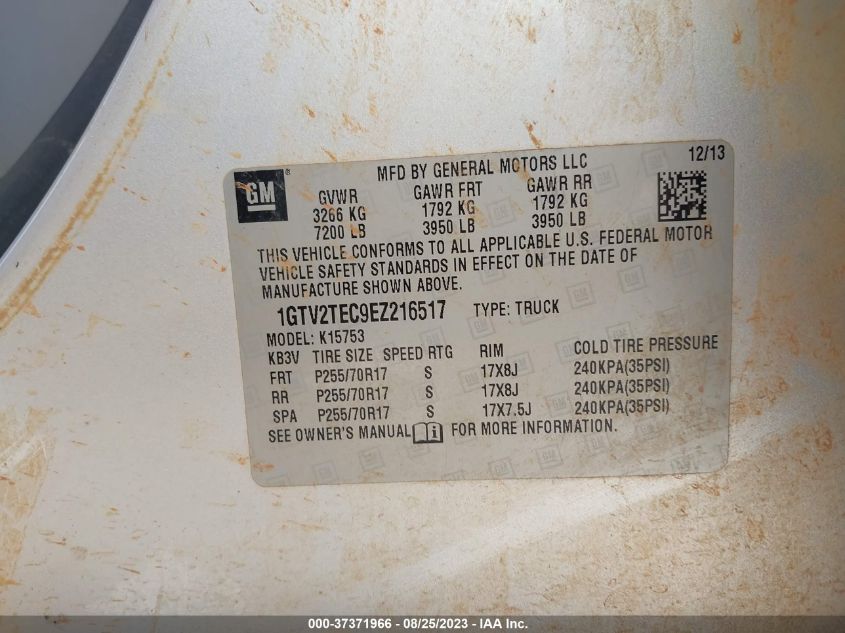 MFD BY GENERAL MOTORS LLC 12/13
GM®
GVWR GAWR FRT GAWR RR
3266 KG 1792 KG 1792 KG
7200 LB 3950 LB 3950 LB
THIS VEHICLE CONFORMS TO ALL APPLICABLE U.S. FEDERAL MOTOR
VEHICLE SAFETY STANDARDS IN EFFECT ON THE DATE OF
MANUFACTURE SHOWN ABOVE.
1GTV2TEC9EZ216517 TYPE: TRUCK
MODEL: K15753
KB3V TIRE SIZE SPEED RTG RIM COLD TIRE PRESSURE
FRT P255/70R17 S 17X8J 240KPA(35PSI)
RR P255/70R17 S 17X8J 240KPA(35PSI)
SPA P255/70R17 S 17X7.5J 240KPA(35PSI)
SEE OWNER'S MANUAL FOR MORE INFORMATION.
000-37371966 - 08/25/2023 - IAA Inc.